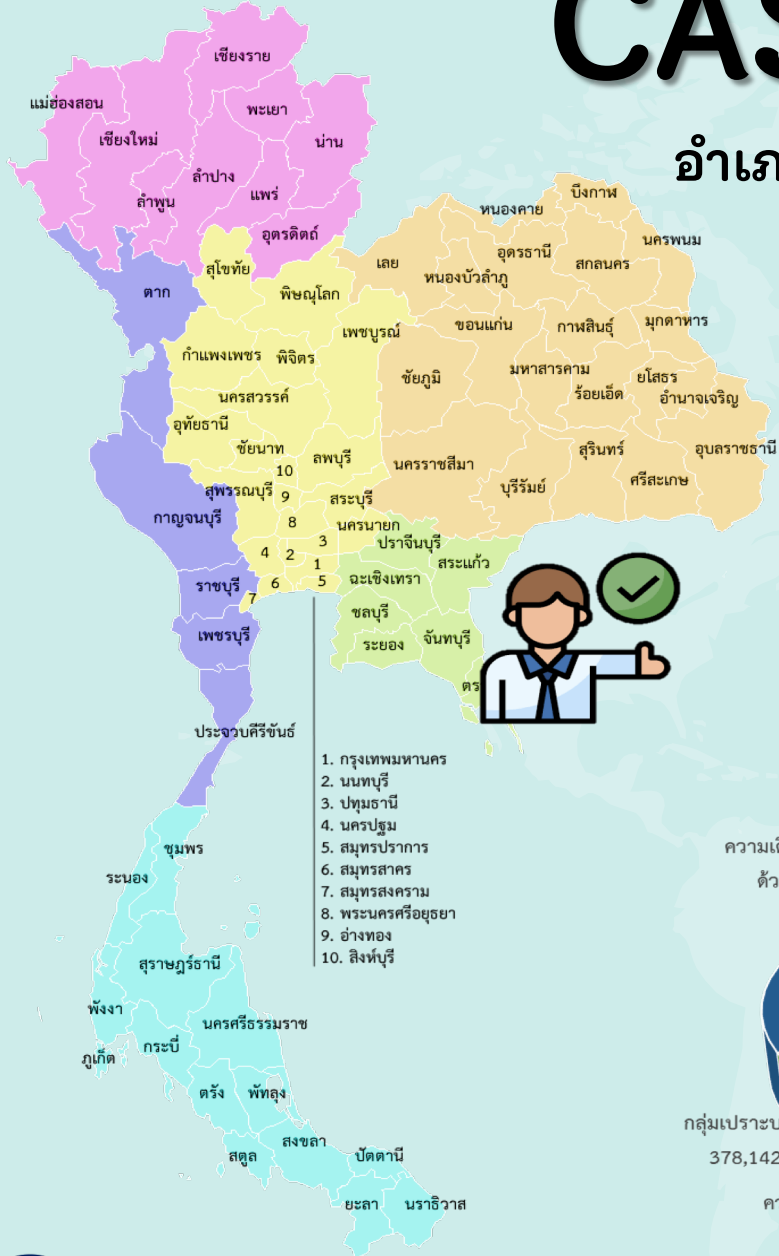 CAS
อำเภ
เชียงราย
แม่ฮ่องสอน
พะเยา
เชียงใหม่
น่าน
ลำปาง
แพร่
ลำพูน
อุตรดิตถ์
บึงกาฬ
หนองคาย
นครพนม
อุดรธานี
สกลนคร
เลย
หนองบัวลำภู
สุโขทัย
ตาก
พิษณุโลก
เพชบูรณ์
ขอนแก่น
กาฬสินธุ์
มุกดาหาร
กำแพงเพชร
พิจิตร
ชัยภูมิ
มหาสารคาม
ยโสธร
ร้อยเอ็ด
อำนาจเจริญ
นครสวรรค์
อุทัยธานี
ชัยนาท
ลพบุรี
นครราชสีมา
สุรินทร์
อุบลราชธานี
ศรีสะเกษ
บุรีรัมย์
10
สุพรรณบุรี
9
สระบุรี
กาญจนบุรี
8
นครนายก
3
ปราจีนบุรี
4
2
สระแก้ว
1
ฉะเชิงเทรา
5
6
7
ราชบุรี
ชลบุรี
เพชรบุรี
ระยอง
จันทบุรี
ตร
ประจวบคีรีขันธ์
1. กรุงเทพมหานคร
2. นนทบุรี
3. ปทุมธานี
4. นครปฐม
5. สมุทรปราการ
6. สมุทรสาคร
7. สมุทรสงคราม
8. พระนครศรีอยุธยา
9. อ่างทอง
10. สิงห์บุรี
ชุมพร
ระนอง
สุราษฎร์ธานี
พังงา
นครศรีธรรมราช
กระบี่
ภูเก็ต
ตรัง
พัทลุง
สงขลา
สตูล
ปัตตานี
ยะลา
นราธิวาส
ความเ
ด้ว
กลุ่มเปราะบ
378,142
คา